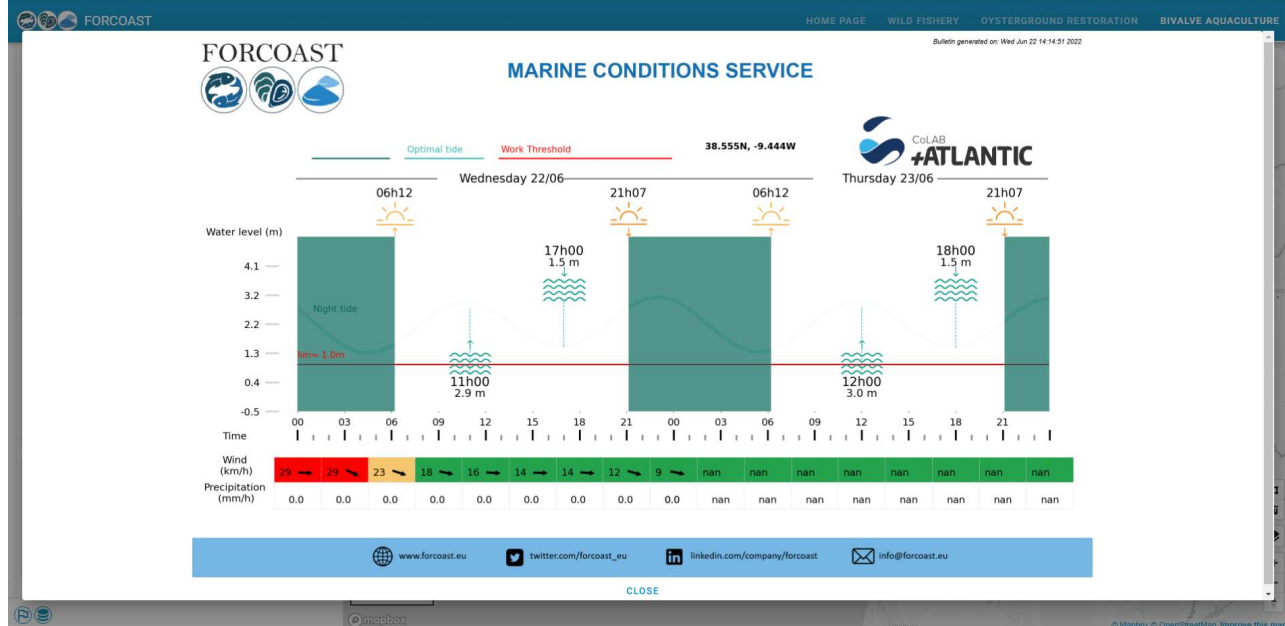 FORCOAST
HOME PAGE WILD FISHERY OYSTERGROUND RESTORATION BIVALVE AQUACULTURE
Bulletin generated on: Wed Jun 22 14:14:51 2022
FORCOAST
MARINE CONDITIONS SERVICE
Optimal tide Work Threshold 38.555N, -9.444W
CoLAB
+ATLANTIC
Wednesday 22/06 Thursday 23/06
06h12 21h07 06h12 21h07
Water level (m)
17h00 18h00
1.5 m 1.5 m
4.1
3.2
Night tide
2.2
1.3
lim= 1.0m
0.4
11h00 12h00
2.9 m 3.0 m
-0.5
00 03 06 09 12 15 18 21 00 03 06 09 12 15 18 21
Time
Wind
(km/h)
29 29 23 18 16 14 14 12 9 nan nan nan nan nan nan nan nan
Precipitation
(mm/h)
0.0 0.0 0.0 0.0 0.0 0.0 0.0 0.0 0.0 nan nan nan nan nan nan nan nan
www.forcoast.eu twitter.com/forcoast_eu linkedin.com/company/forcoast info@forcoast.eu
CLOSE
mapbox
© Mapbox © OpenStreetMap Improve this map